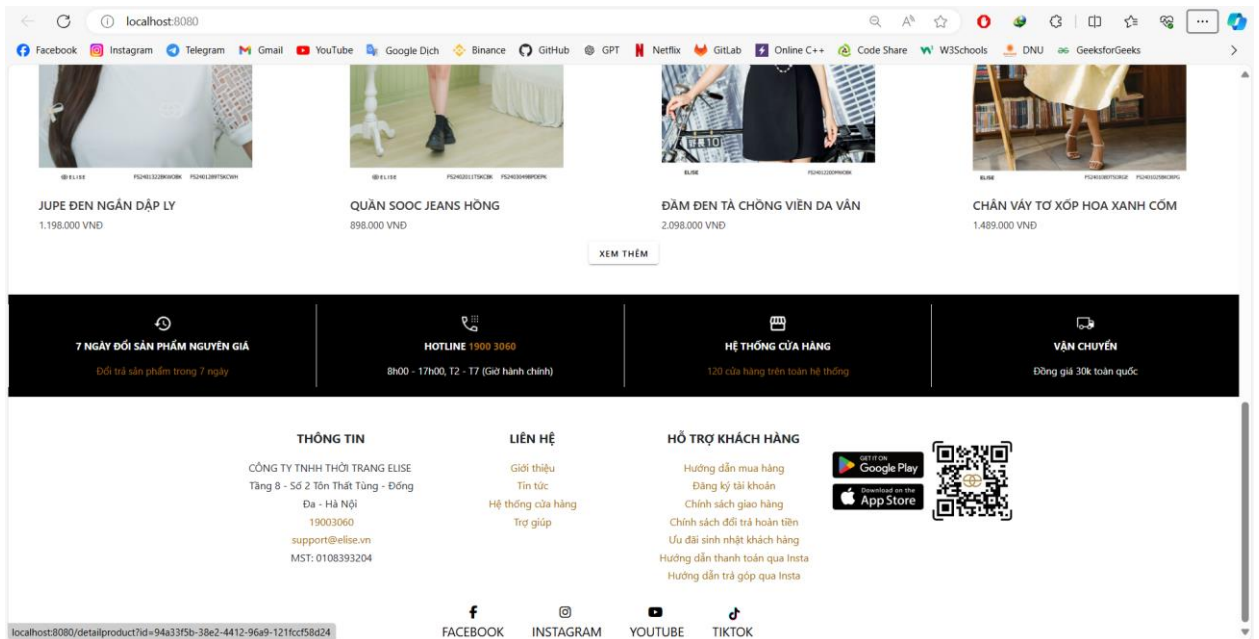 localhost:8080
Facebook Instagram Telegram Gmail YouTube Google Dịch Binance GitHub GPT Netflix GitLab Online C++ Code Share W3Schools DNU GeeksforGeeks
ELISE ELISE ELISE ELISE
JUPE ĐEN NGẮN DẬP LY QUẦN SOOC JEANS HỒNG ĐẦM ĐEN TÀ CHỒNG VIỀN DA VÂN CHÂN VÁY TƠ XỐP HOA XANH CỐM
1.198.000 VNĐ 898.000 VNĐ 2.098.000 VNĐ 1.489.000 VNĐ
XEM THÊM
7 NGÀY ĐỔI SẢN PHẨM NGUYÊN GIÁ
Đổi trả sản phẩm trong 7 ngày
HOTLINE 1900 3060
8h00 - 17h00, T2 - T7 (Giờ hành chính)
HỆ THỐNG CỬA HÀNG
120 cửa hàng trên toàn hệ thống
VẬN CHUYỂN
Đồng giá 30k toàn quốc
THÔNG TIN
CÔNG TY TNHH THỜI TRANG ELISE
Tầng 8 - Số 2 Tôn Thất Tùng - Đống
Đa - Hà Nội
19003060
support@elise.vn
MST: 0108393204
LIÊN HỆ
Giới thiệu
Tin tức
Hệ thống cửa hàng
Trợ giúp
HỖ TRỢ KHÁCH HÀNG
Hướng dẫn mua hàng
Đăng ký tài khoản
Chính sách giao hàng
Chính sách đổi trả hoàn tiền
Ưu đãi sinh nhật khách hàng
Hướng dẫn thanh toán qua Insta
Hướng dẫn trả góp qua Insta
GET IT ON
Google Play
Download on the
App Store
FACEBOOK INSTAGRAM YOUTUBE TIKTOK
localhost:8080/detailproduct?id=94a33f5b-38e2-4412-96a9-121fccf58d24